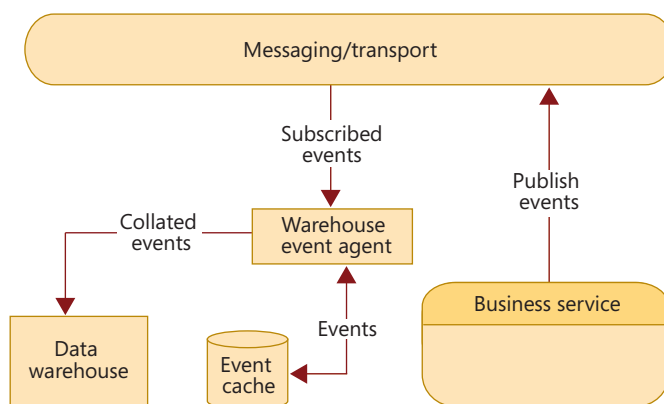 Messaging/transport
Subscribed
events
Publish
events
Collated
events
Warehouse
event agent
Business service
Events
Data
warehouse
Event
cache